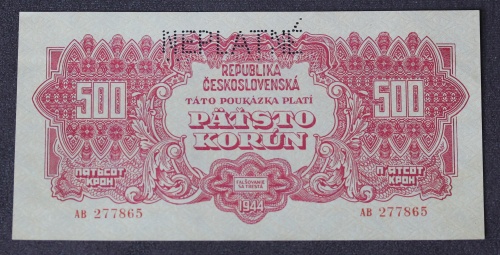 NEPLATNÉ
REPUBLIKA
ČESKOSLOVENSKÁ
TÁTO POUKÁZKA PLATÍ
500
PÄŤSTO
500
KORÚN
ПЯТЬСОТ
КРОН
П'ЯТСОТ
КРОН
FALŠOVANIE
SA TRESTÁ
1944
AB 277865
AB 277865